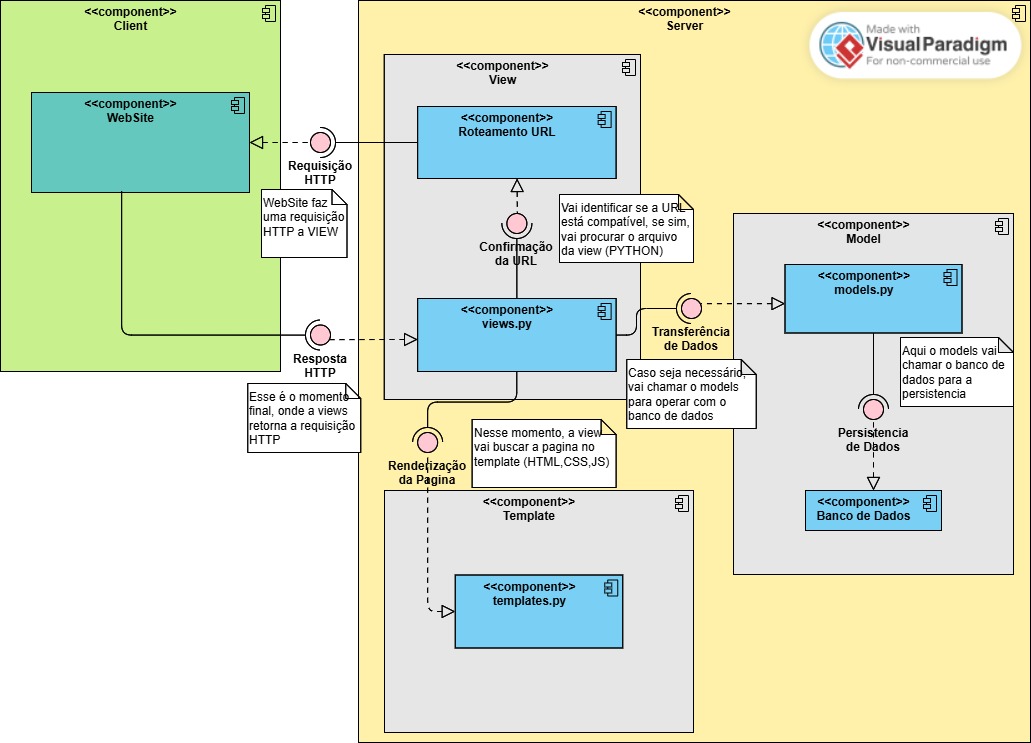 <<component>>
Client
<<component>>
WebSite
Requisição
HTTP
WebSite faz
uma requisição
HTTP a VIEW
Resposta
HTTP
Esse é o momento
final, onde a views
retorna a requisição
HTTP
<<component>>
Server
Made with
Visual Paradigm
For non-commercial use
<<component>>
View
<<component>>
Roteamento URL
Confirmação
da URL
Vai identificar se a URL
está compatível, se sim,
vai procurar o arquivo
da view (PYTHON)
<<component>>
views.py
Transferência
de Dados
Caso seja necessário,
vai chamar o models
para operar com o
banco de dados
Renderização
da Pagina
Nesse momento, a view
vai buscar a pagina no
template (HTML,CSS,JS)
<<component>>
Template
<<component>>
templates.py
<<component>>
Model
<<component>>
models.py
Aqui o models vai
chamar o banco de
dados para a
persistencia
Persistencia
de Dados
<<component>>
Banco de Dados